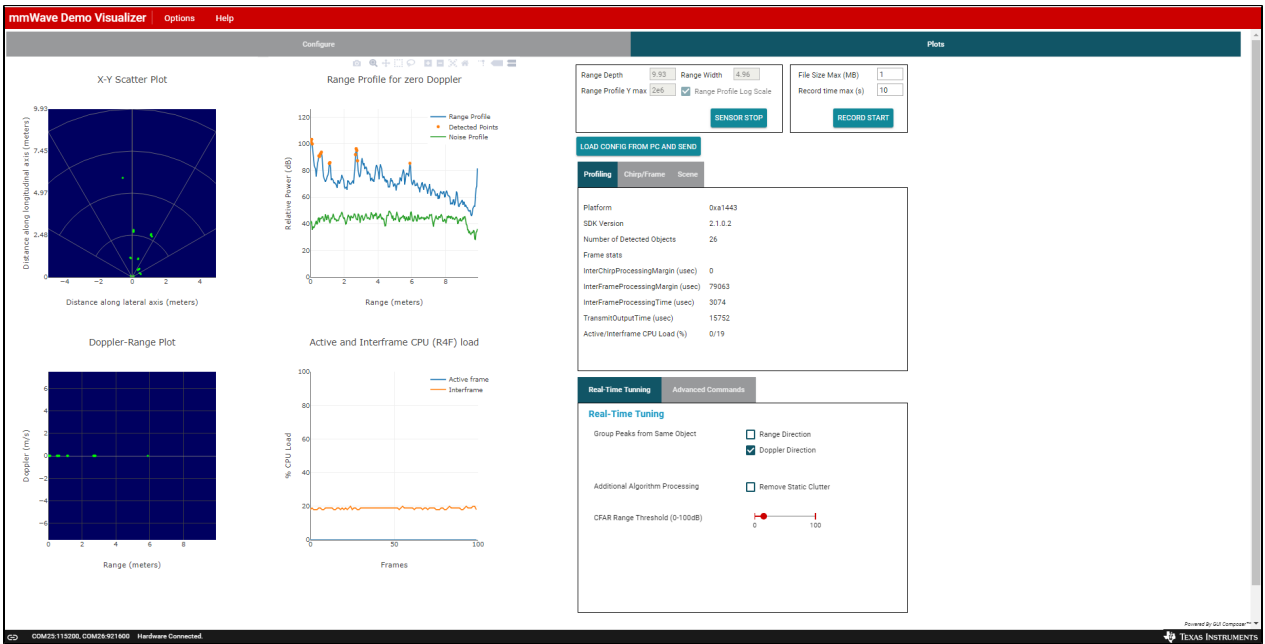 mmWave Demo Visualizer Options Help
Configure Plots
X-Y Scatter Plot
9.93
7.45
4.97
2.48
0
−4 −2 0 2 4
Distance along longitudinal axis (meters)
Distance along lateral axis (meters)
Range Profile for zero Doppler
120
100
80
60
40
20
0
0 2 4 6 8
Relative Power (dB)
Range (meters)
Range Profile
Detected Points
Noise Profile
Doppler-Range Plot
6
4
2
0
−2
−4
−6
0 2 4 6 8
Doppler (m/s)
Range (meters)
Active and Interframe CPU (R4F) load
100
80
60
40
20
0
0 50 100
% CPU Load
Frames
Active frame
Interframe
Range Depth 9.93 Range Width 4.96
Range Profile Y max 2e6 Range Profile Log Scale
SENSOR STOP
File Size Max (MB) 1
Record time max (s) 10
RECORD START
LOAD CONFIG FROM PC AND SEND
Profiling Chirp/Frame Scene
Platform 0xa1443
SDK Version 2.1.0.2
Number of Detected Objects 26
Frame stats
InterChirpProcessingMargin (usec) 0
InterFrameProcessingMargin (usec) 79063
InterFrameProcessingTime (usec) 3074
TransmitOutputTime (usec) 15752
Active/Interframe CPU Load (%) 0/19
Real-Time Tunning Advanced Commands
Real-Time Tuning
Group Peaks from Same Object Range Direction
Doppler Direction
Additional Algorithm Processing Remove Static Clutter
CFAR Range Threshold (0-100dB)
0 100
Powered By GUI Composer™
COM25:115200, COM26:921600 Hardware Connected.
TEXAS INSTRUMENTS